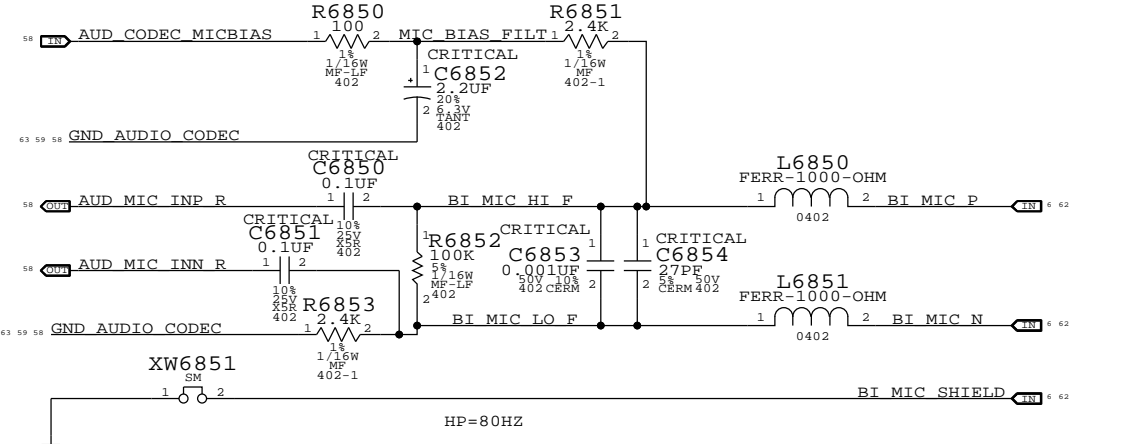 R6850
100
1%
1/16W
MF-LF
402
58 IN AUD_CODEC_MICBIAS 1 2 MIC_BIAS_FILT 1 2
R6851
2.4K
1%
1/16W
MF
402-1
CRITICAL
1 C6852
+ 2.2UF
20%
2 6.3V
TANT
402
63 59 58 GND_AUDIO_CODEC
CRITICAL
C6850
0.1UF
58 OUT AUD_MIC_INP_R 1 2 BI_MIC_HI_F
10%
25V
X5R
402
L6850
FERR-1000-OHM
1 2 BI_MIC_P IN 6 62
0402
CRITICAL
C6851
0.1UF
58 OUT AUD_MIC_INN_R 1 2
10%
25V
X5R
402
1 R6852
100K
5%
1/16W
MF-LF
2 402
CRITICAL
C6853 1
0.001UF
50V 10%
402 CERM 2
1 CRITICAL
C6854
27PF
5% 50V
2 CERM 402
R6853
2.4K
63 59 58 GND_AUDIO_CODEC 1 2 BI_MIC_LO_F
1%
1/16W
MF
402-1
L6851
FERR-1000-OHM
1 2 BI_MIC_N IN 6 62
0402
XW6851
SM
1 2 BI_MIC_SHIELD IN 6 62
HP=80HZ